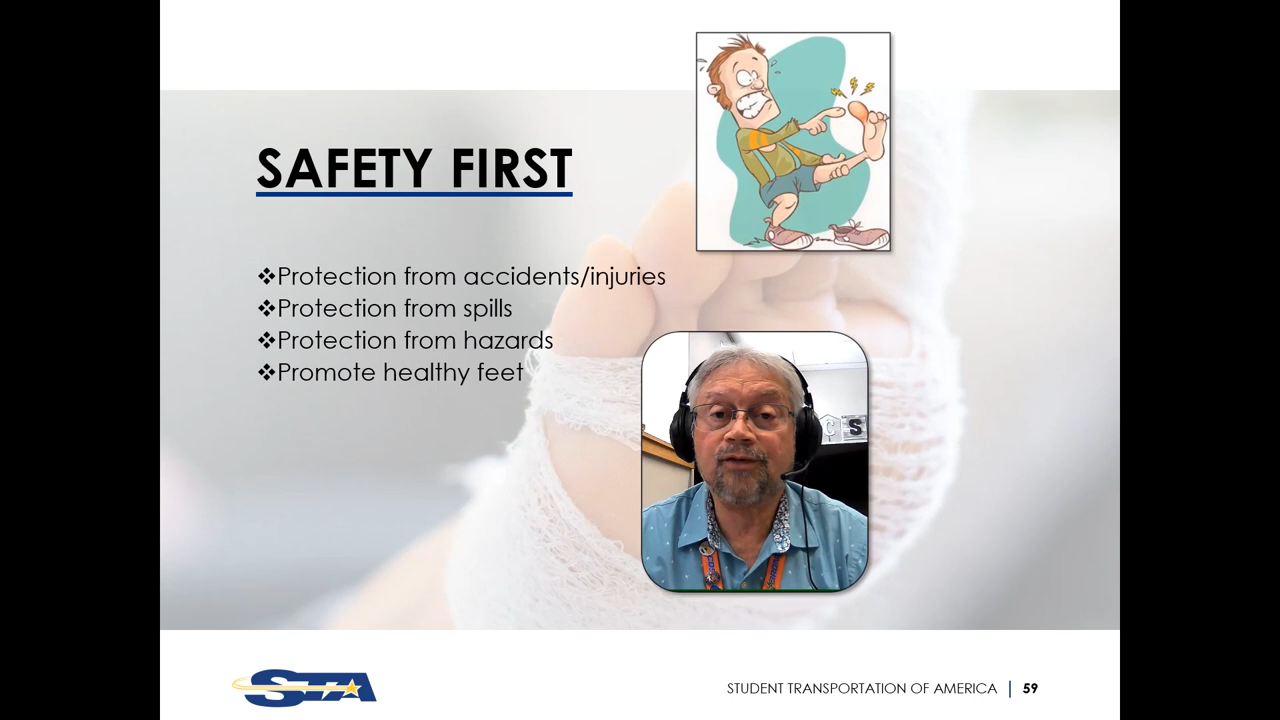 SAFETY FIRST
❖Protection from accidents/injuries
❖Protection from spills
❖Protection from hazards
❖Promote healthy feet
C S
STA
STUDENT TRANSPORTATION OF AMERICA | 59